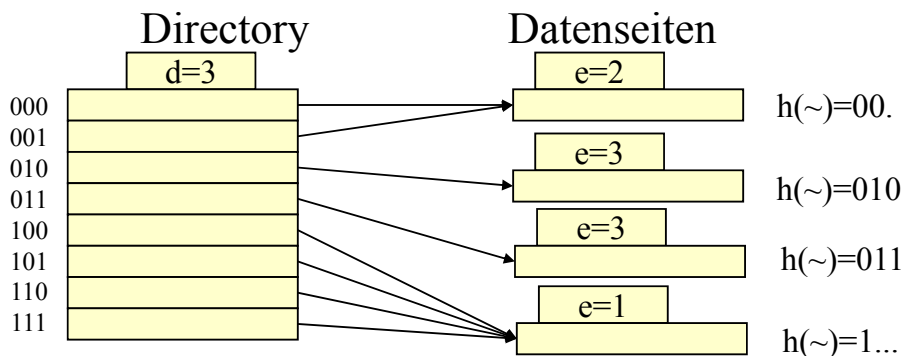 Directory
Datenseiten
d=3
000
001
010
011
100
101
110
111
e=2
h(~)=00.
e=3
h(~)=010
e=3
h(~)=011
e=1
h(~)=1...